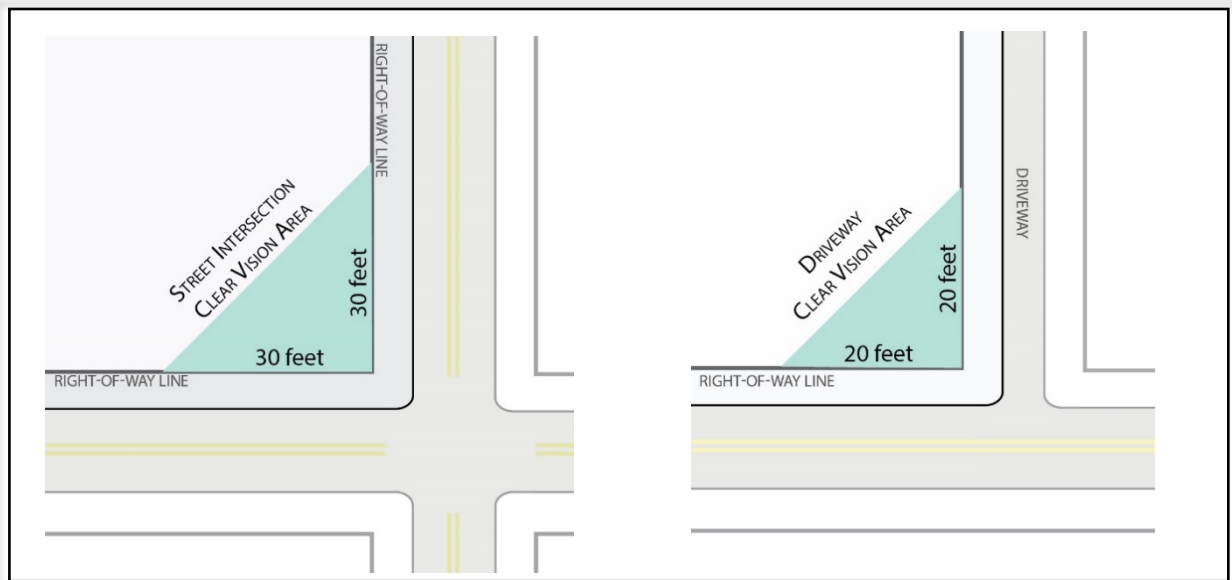 RIGHT-OF-WAY LINE
STREET INTERSECTION
CLEAR VISION AREA
30 feet
30 feet
RIGHT-OF-WAY LINE
DRIVEWAY
DRIVEWAY
CLEAR VISION AREA
20 feet
20 feet
RIGHT-OF-WAY LINE